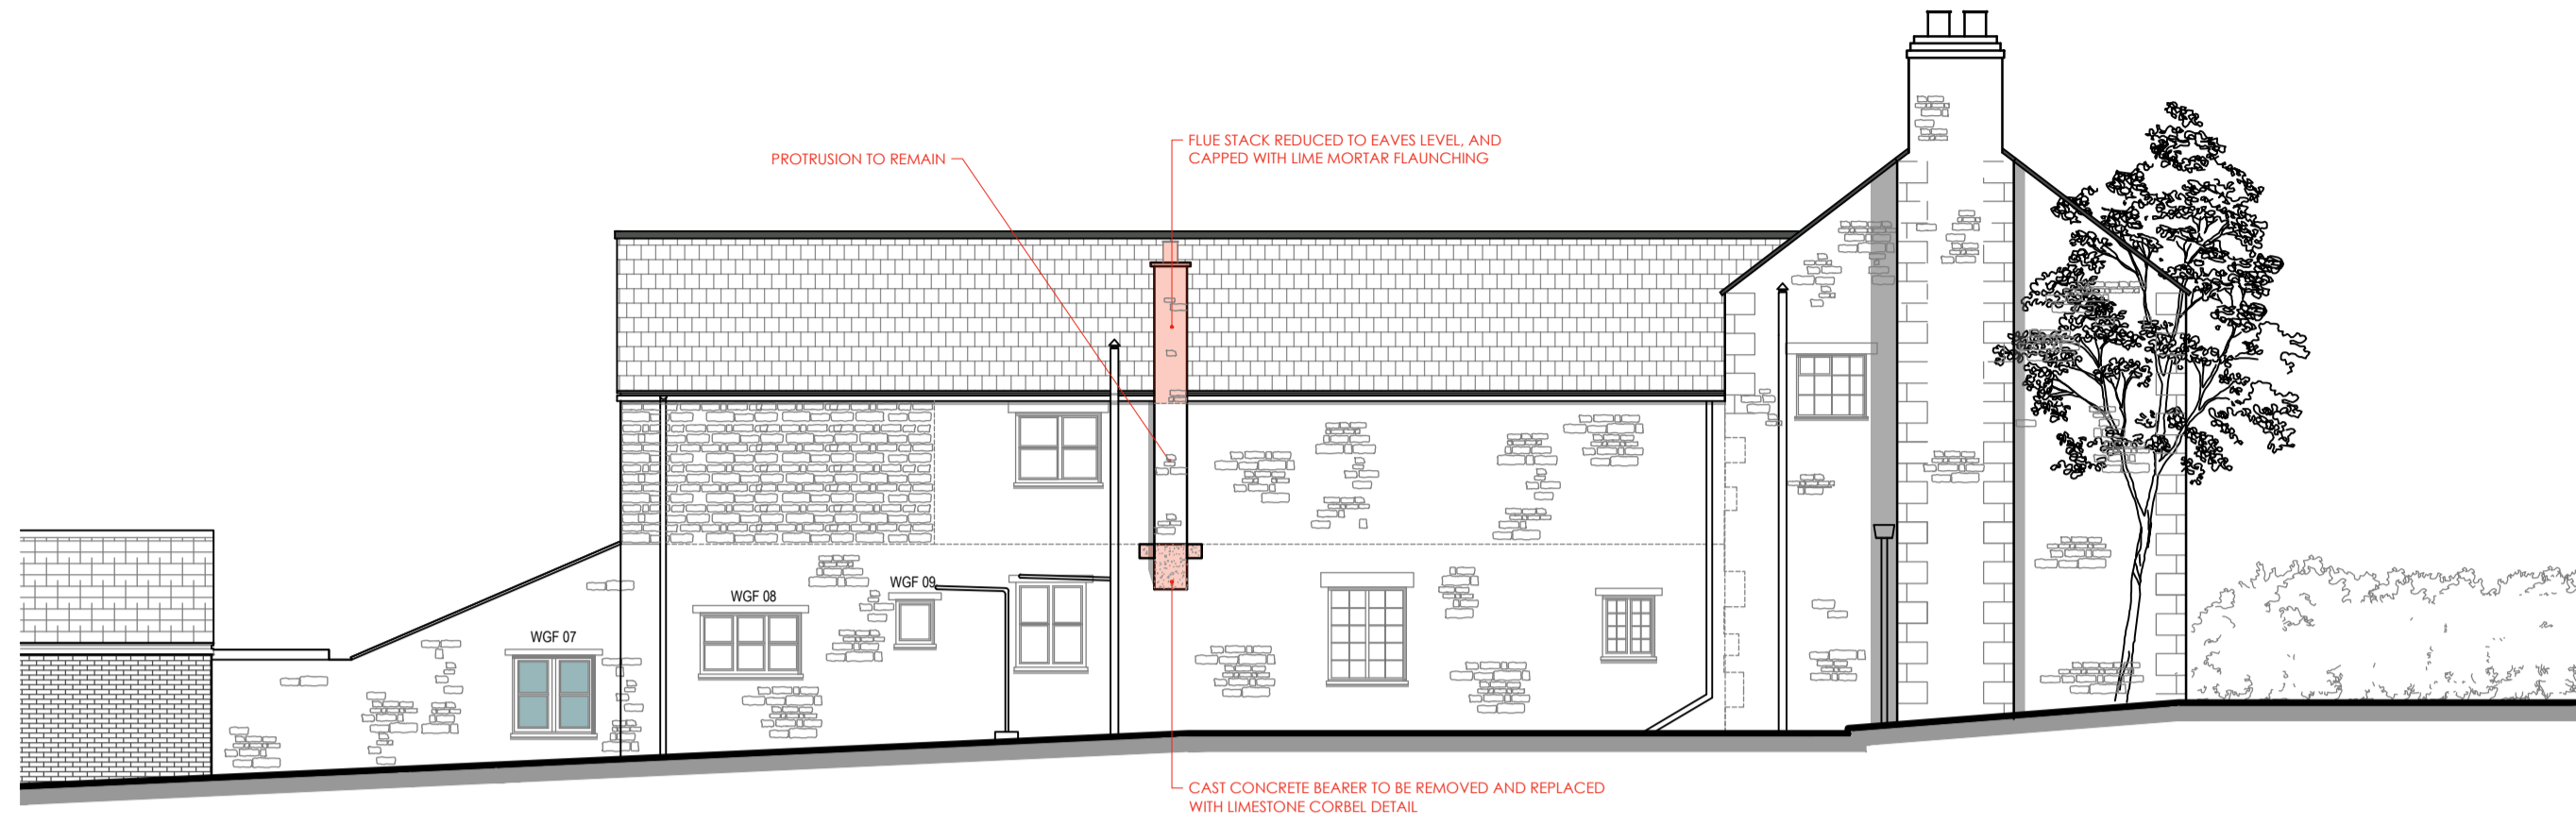 FLUE STACK REDUCED TO EAVES LEVEL, AND
CAPPED WITH LIME MORTAR FLAUNCHING
PROTRUSION TO REMAIN
WGF 09
WGF 08
WGF 07
CAST CONCRETE BEARER TO BE REMOVED AND REPLACED
WITH LIMESTONE CORBEL DETAIL